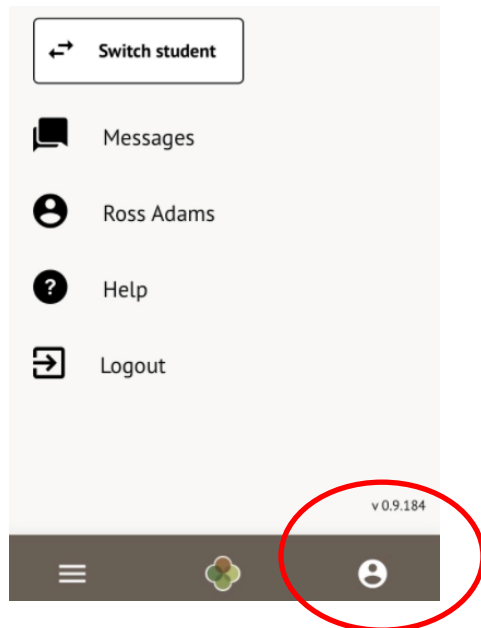 Switch student
Messages
Ross Adams
? Help
Logout
v 0.9.184